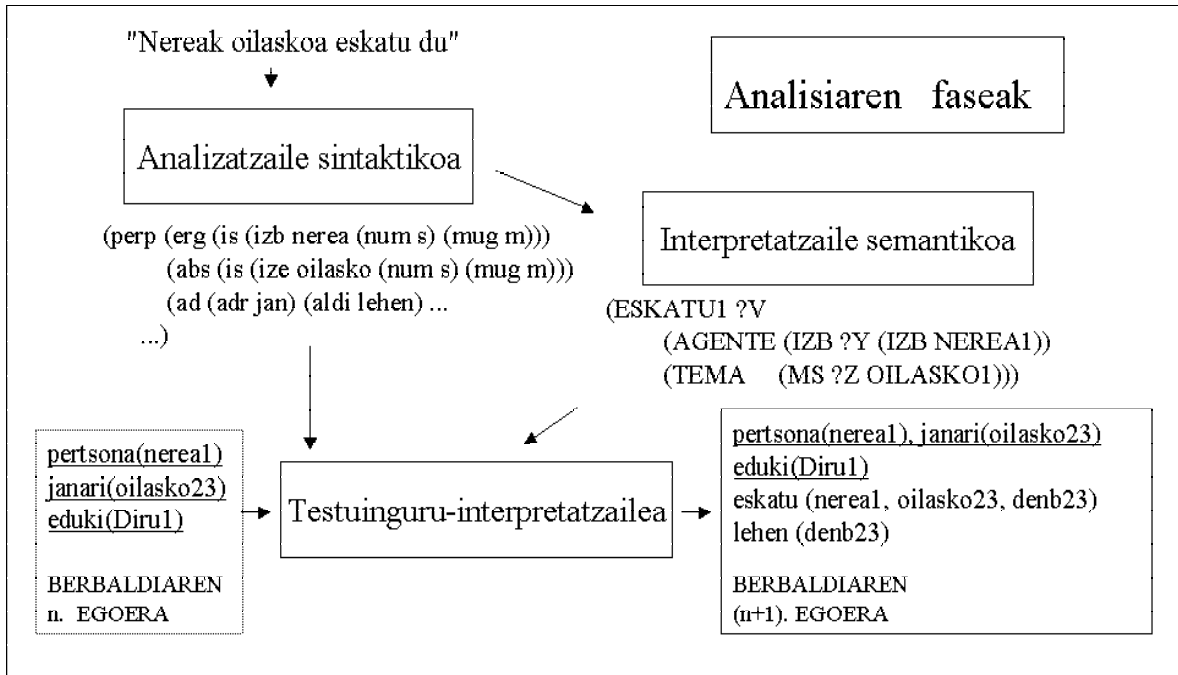 "Nereak oilaskoa eskatu du"
Analisiaren faseak
Analizatzaile sintaktikoa
(perp (erg (is (izb nerea (num s) (mug m)))
(abs (is (ize oilasko (num s) (mug m)))
(ad (adr jan) (aldi lehen) ...
...)
Interpretatzaile semantikoa
(ESKATU1 ?V
(AGENTE (IZB ?Y (IZB NEREA1))
(TEMA (MS ?Z OILASKO1)))
pertsona(nerea1)
janari(oilasko23)
eduki(Diru1)
BERBALDIAREN
n. EGOERA
Testuinguru-interpretatzailea
pertsona(nerea1), janari(oilasko23)
eduki(Diru1)
eskatu (nerea1, oilasko23, denb23)
lehen (denb23)
BERBALDIAREN
(n+1). EGOERA